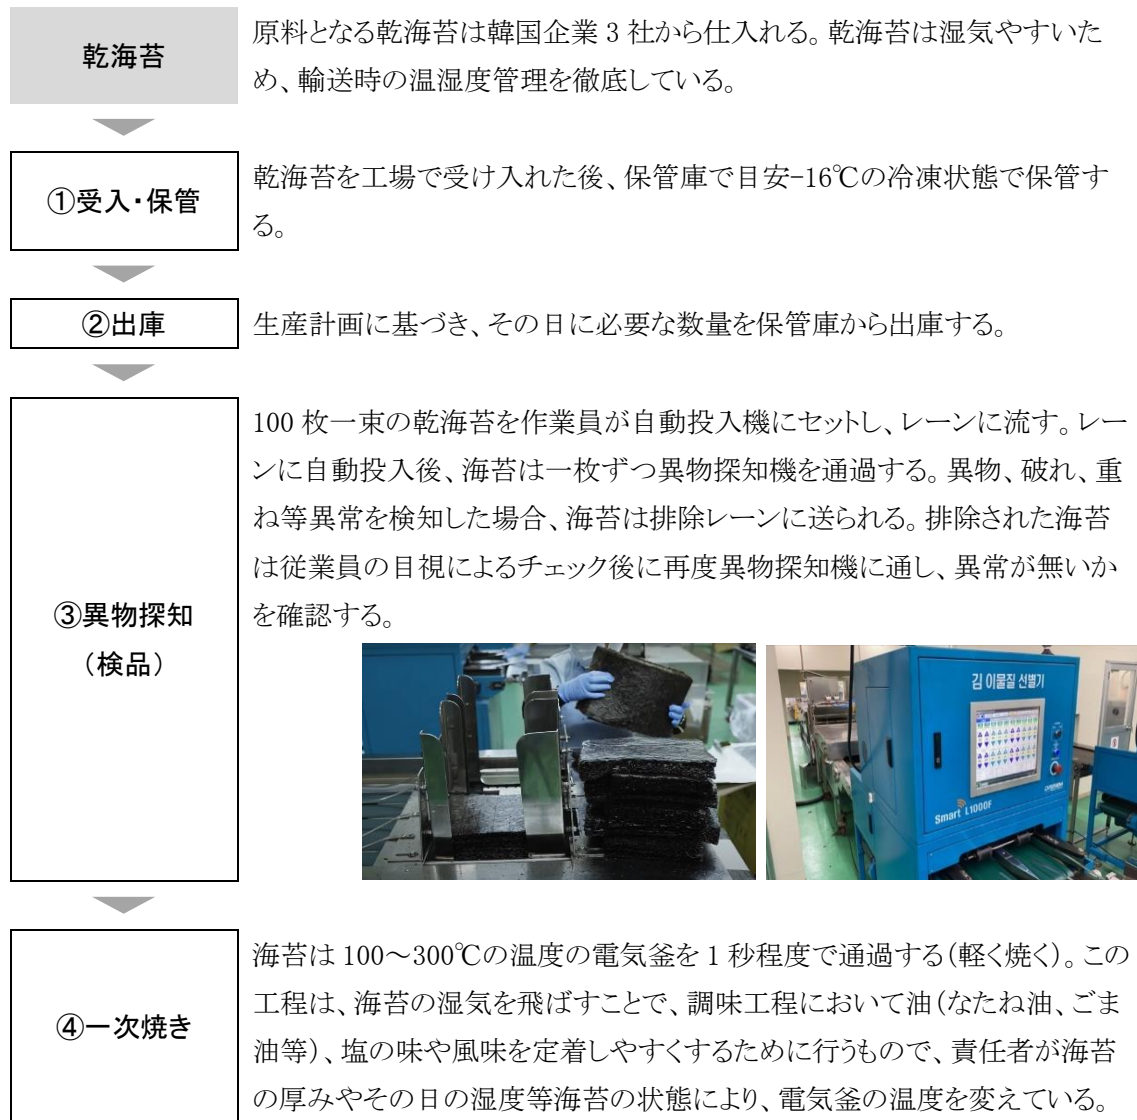 乾海苔
原料となる乾海苔は韓国企業 3 社から仕入れる。乾海苔は湿気やすいた
め、輸送時の温湿度管理を徹底している。
①受入・保管
乾海苔を工場で受け入れた後、保管庫で目安-16℃の冷凍状態で保管す
る。
②出庫
生産計画に基づき、その日に必要な数量を保管庫から出庫する。
③異物探知
（検品）
100 枚一束の乾海苔を作業員が自動投入機にセットし、レーンに流す。レー
ンに自動投入後、海苔は一枚ずつ異物探知機を通過する。異物、破れ、重
ね等異常を検知した場合、海苔は排除レーンに送られる。排除された海苔
は従業員の目視によるチェック後に再度異物探知機に通し、異常が無いか
を確認する。
김 이물질 선별기
Smart L1000F
④一次焼き
海苔は 100～300℃の温度の電気釜を 1 秒程度で通過する（軽く焼く）。この
工程は、海苔の湿気を飛ばすことで、調味工程において油（なたね油、ごま
油等）、塩の味や風味を定着しやすくするために行うもので、責任者が海苔
の厚みやその日の湿度等海苔の状態により、電気釜の温度を変えている。